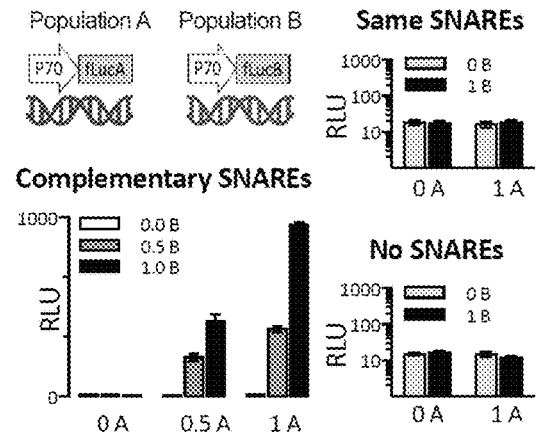 Population A
Population B
P70
fLucA
P70
fLucB
Same SNAREs
1000
100
10
RLU
0 B
1 B
0 A
1 A
Complementary SNAREs
1000
0
RLU
0.0 B
0.5 B
1.0 B
0 A
0.5 A
1 A
No SNAREs
1000
100
10
RLU
0 B
1 B
0 A
1 A